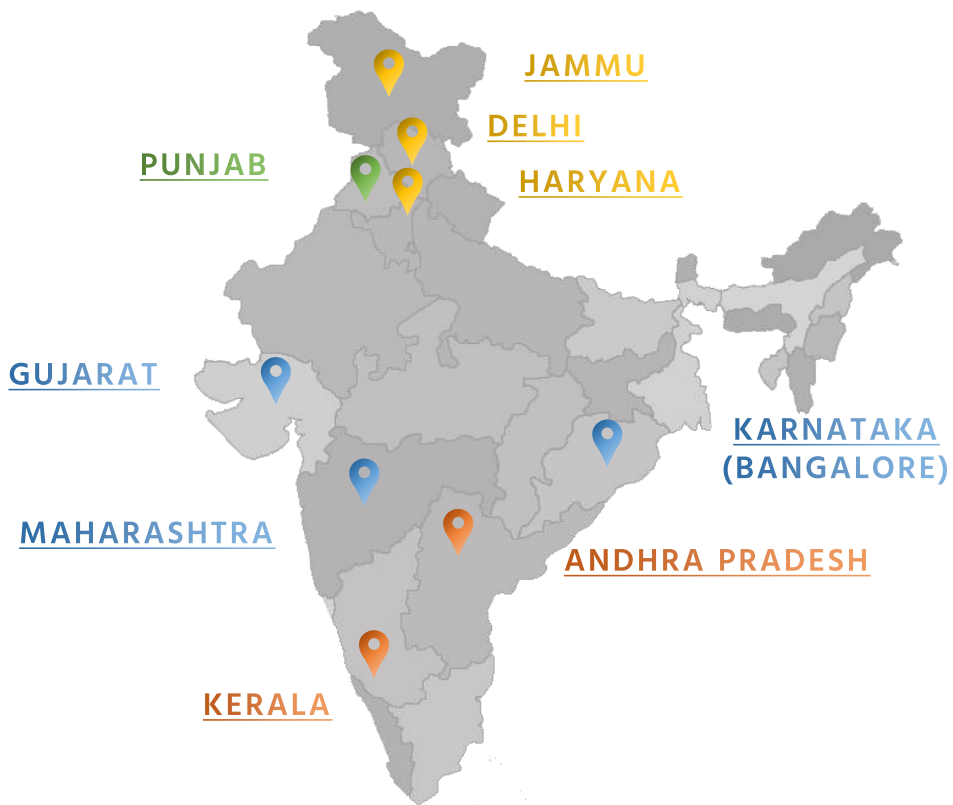 JAMMU
DELHI
PUNJAB
HARYANA
GUJARAT
KARNATAKA
(BANGALORE)
MAHARASHTRA
ANDHRA PRADESH
KERALA